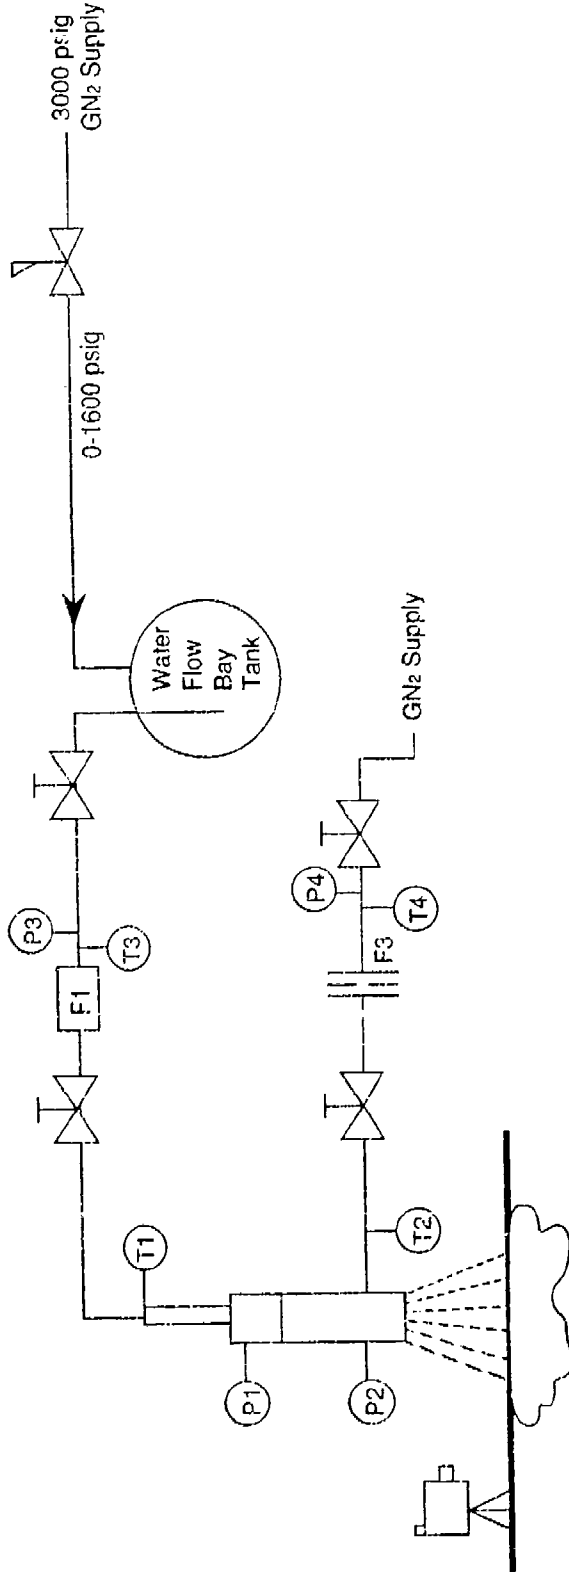 3000 psig
GN2 Supply
0-1600 psig
Water
Flow
Bay
Tank
P3
T3
F1
T1
P1
P2
T2
GN2 Supply
P4
T4
F3